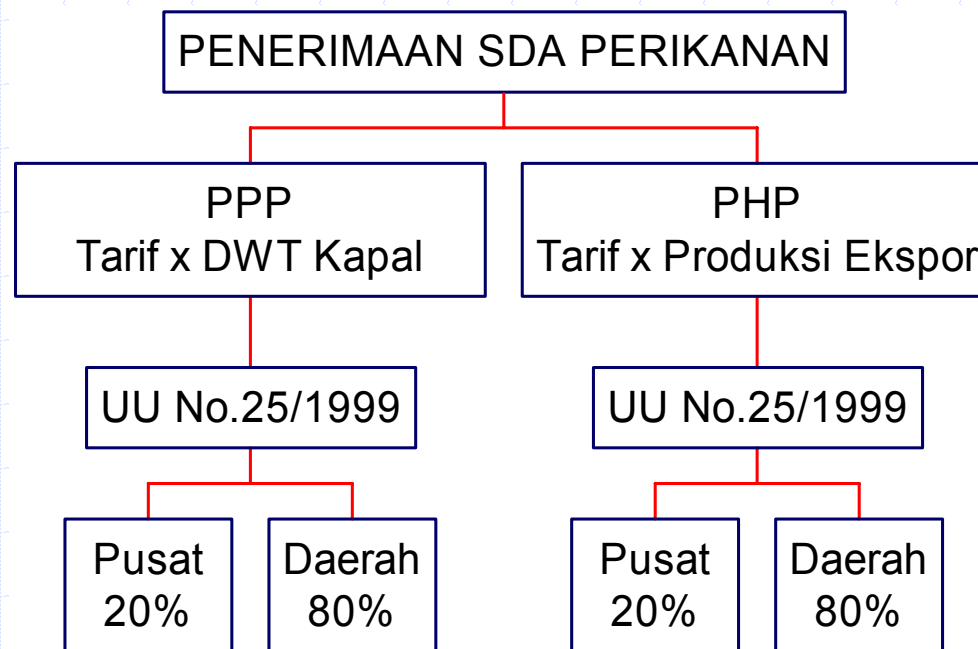 PENERIMAAN SDA PERIKANAN
PPP
Tarif x DWT Kapal
PHP
Tarif x Produksi Ekspor
UU No.25/1999
UU No.25/1999
Pusat
20%
Daerah
80%
Pusat
20%
Daerah
80%